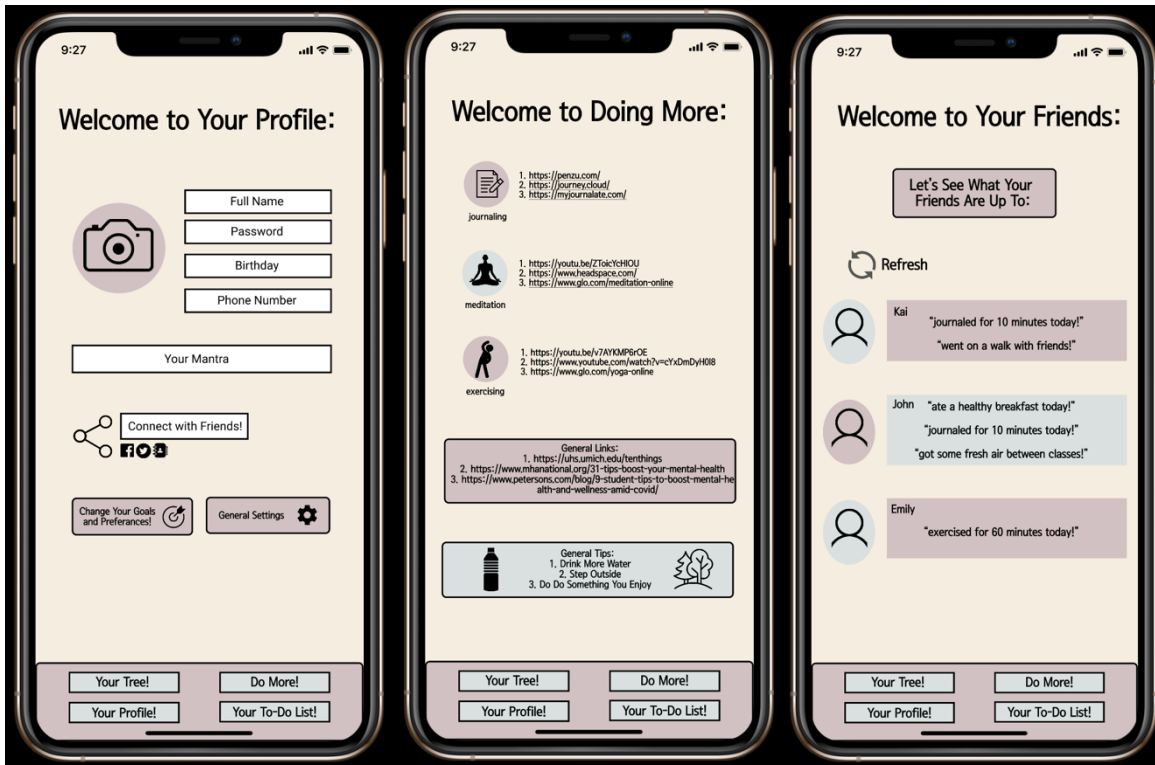 9:27
Welcome to Your Profile:
Full Name
Password
Birthday
Phone Number
Your Mantra
Connect with Friends!
Change Your Goals
and Preferances!
General Settings
Your Tree!
Do More!
Your Profile!
Your To-Do List!
9:27
Welcome to Doing More:
1. https://penzu.com/
2. https://journey.cloud/
3. https://myjournalate.com/
journaling
1. https://youtu.be/ZToicYcHIOU
2. https://www.headspace.com/
3. https://www.glo.com/meditation-online
meditation
1. https://youtu.be/v7AYKMP6rOE
2. https://www.youtube.com/watch?v=cYxDmDyH0I8
3. https://www.glo.com/yoga-online
exercising
General Links:
1. https://uhs.umich.edu/tenthings
2. https://www.mhanational.org/31-tips-boost-your-mental-health
3. https://www.petersons.com/blog/9-student-tips-to-boost-mental-he
alth-and-wellness-amid-covid/
General Tips:
1. Drink More Water
2. Step Outside
3. Do Do Something You Enjoy
Your Tree!
Do More!
Your Profile!
Your To-Do List!
9:27
Welcome to Your Friends:
Let's See What Your
Friends Are Up To:
Refresh
Kai
"journaled for 10 minutes today!"
"went on a walk with friends!"
John
"ate a healthy breakfast today!"
"journaled for 10 minutes today!"
"got some fresh air between classes!"
Emily
"exercised for 60 minutes today!"
Your Tree!
Do More!
Your Profile!
Your To-Do List!